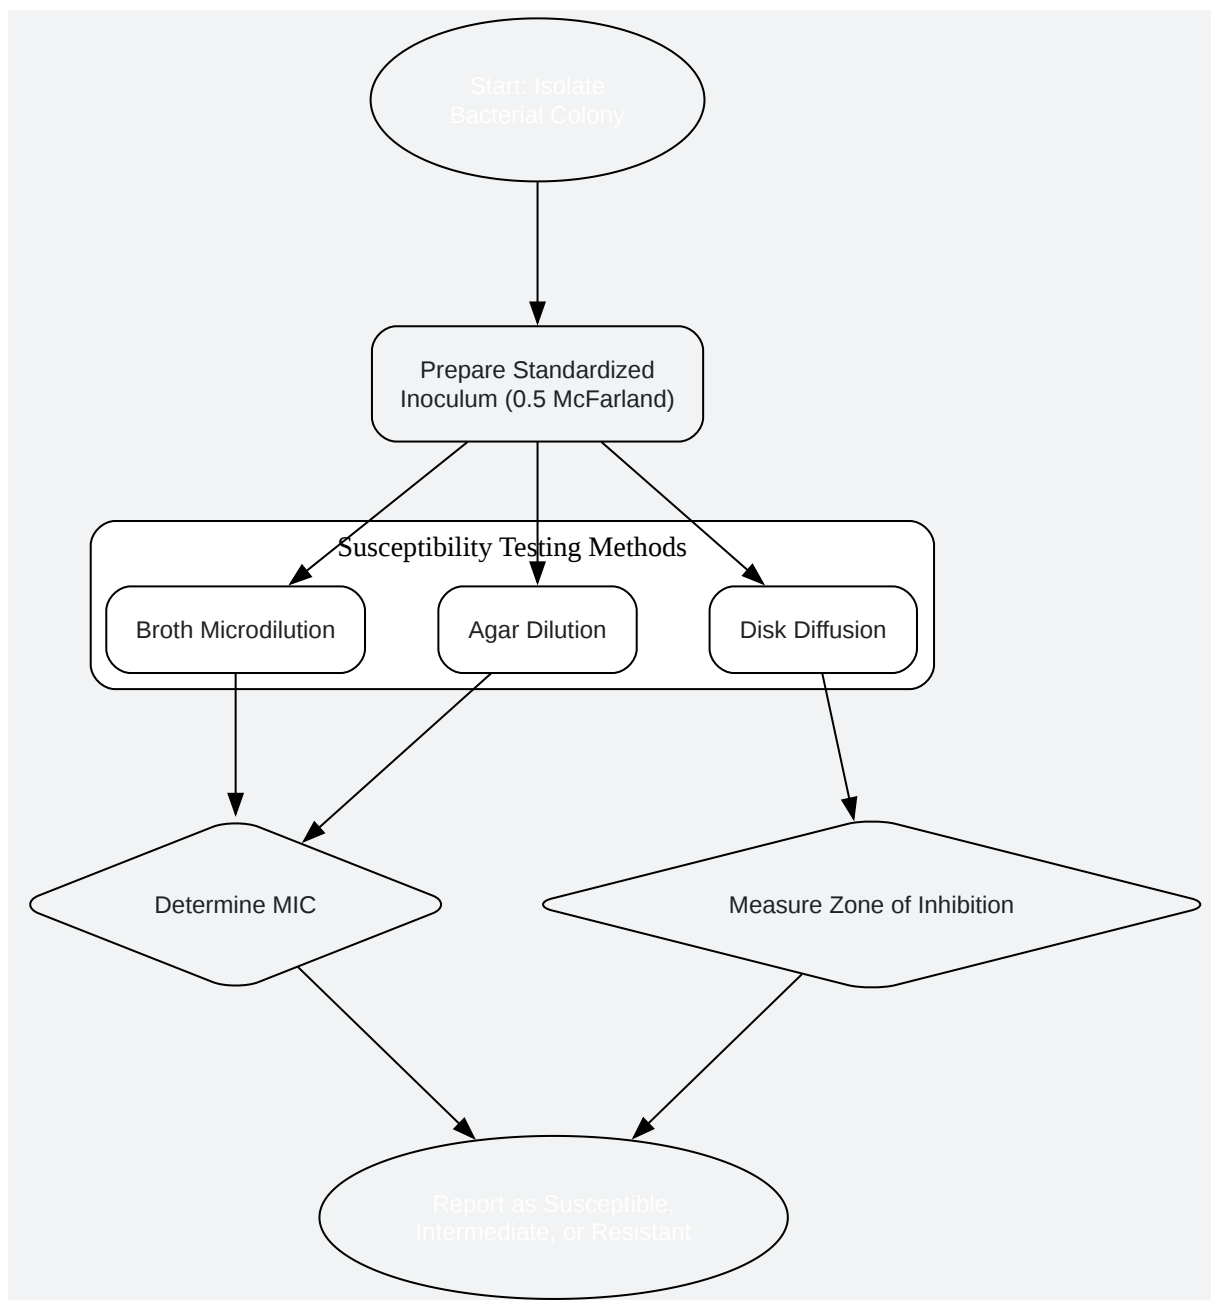 Start: Isolate
Bacterial Colony
Prepare Standardized
Inoculum (0.5 McFarland)
Susceptibility Testing Methods
Broth Microdilution
Agar Dilution
Disk Diffusion
Determine MIC
Measure Zone of Inhibition
Report as Susceptible,
Intermediate, or Resistant